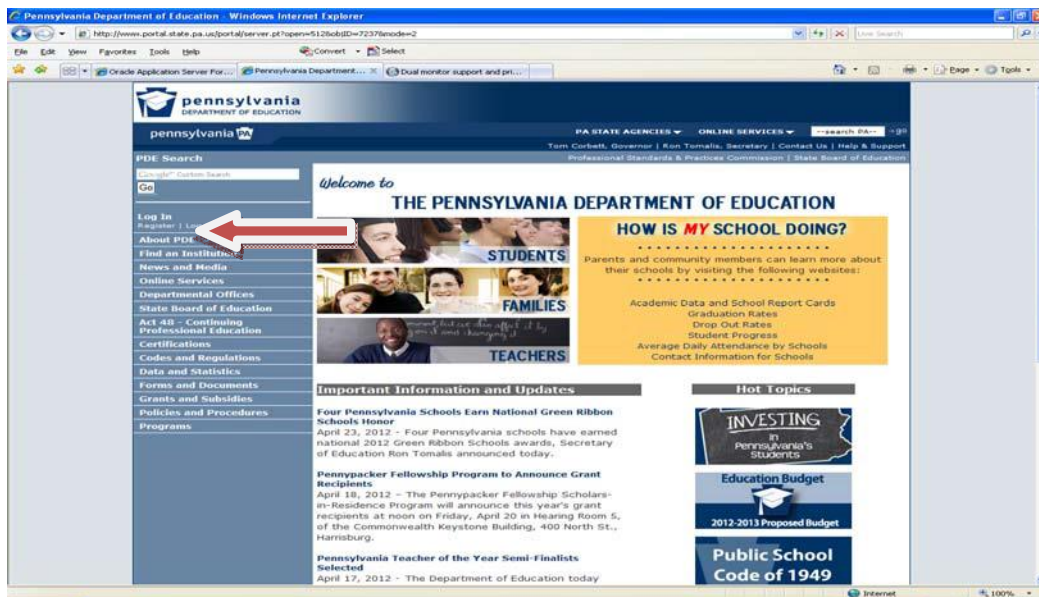 Pennsylvania Department of Education - Windows Internet Explorer
http://www.portal.state.pa.us/portal/server.pt?open=512&objID=7237&mode=2
Live Search
File Edit View Favorites Tools Help
Convert Select
Oracle Application Server For... Pennsylvania Department... Dual monitor support and pri...
Page Tools
pennsylvania
DEPARTMENT OF EDUCATION
pennsylvania PA
PA STATE AGENCIES ONLINE SERVICES --search PA-- go
Tom Corbett, Governor | Ron Tomalis, Secretary | Contact Us | Help & Support
Professional Standards & Practices Commission | State Board of Education
PDE Search
Google™ Custom Search
Go
Log In
Register |
About PDE
Find an Institution
News and Media
Online Services
Departmental Offices
State Board of Education
Act 48 - Continuing
Professional Education
Certifications
Codes and Regulations
Data and Statistics
Forms and Documents
Grants and Subsidies
Policies and Procedures
Programs
Welcome to
THE PENNSYLVANIA DEPARTMENT OF EDUCATION
STUDENTS
FAMILIES
TEACHERS
HOW IS MY SCHOOL DOING?
Parents and community members can learn more about
their schools by visiting the following websites:
Academic Data and School Report Cards
Graduation Rates
Drop Out Rates
Student Progress
Average Daily Attendance by Schools
Contact Information for Schools
Important Information and Updates
Four Pennsylvania Schools Earn National Green Ribbon
Schools Honor
April 23, 2012 - Four Pennsylvania schools have earned
national 2012 Green Ribbon Schools awards, Secretary
of Education Ron Tomalis announced today.
Pennypacker Fellowship Program to Announce Grant
Recipients
April 18, 2012 – The Pennypacker Fellowship Scholars-
in-Residence Program will announce this year's grant
recipients at noon on Friday, April 20 in Hearing Room 5,
of the Commonwealth Keystone Building, 400 North St.,
Harrisburg.
Pennsylvania Teacher of the Year Semi-Finalists
Selected
April 17, 2012 - The Department of Education today
Hot Topics
INVESTING
in
Pennsylvania's
Students
Education Budget
2012-2013 Proposed Budget
Public School
Code of 1949
Internet 100%